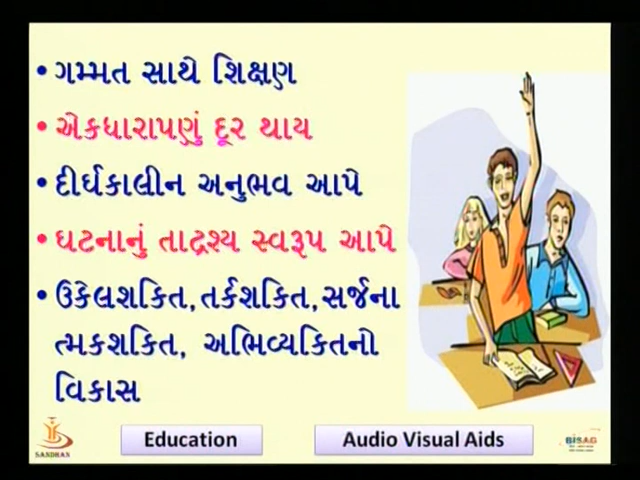 • ગમ્મત સાથે શિક્ષણ
• એકધારાપણું દૂર થાય
• દીર્ઘકાલીન અનુભવ આપે
• ઘટનાનું તાદ્રશ્ય સ્વરૂપ આપે
• ઉકેલશકિત, તર્કશકિત, સર્જના
ત્મકશકિત, અભિવ્યકિતનો
વિકાસ
SANDHAN
Education
Audio Visual Aids
BISAG